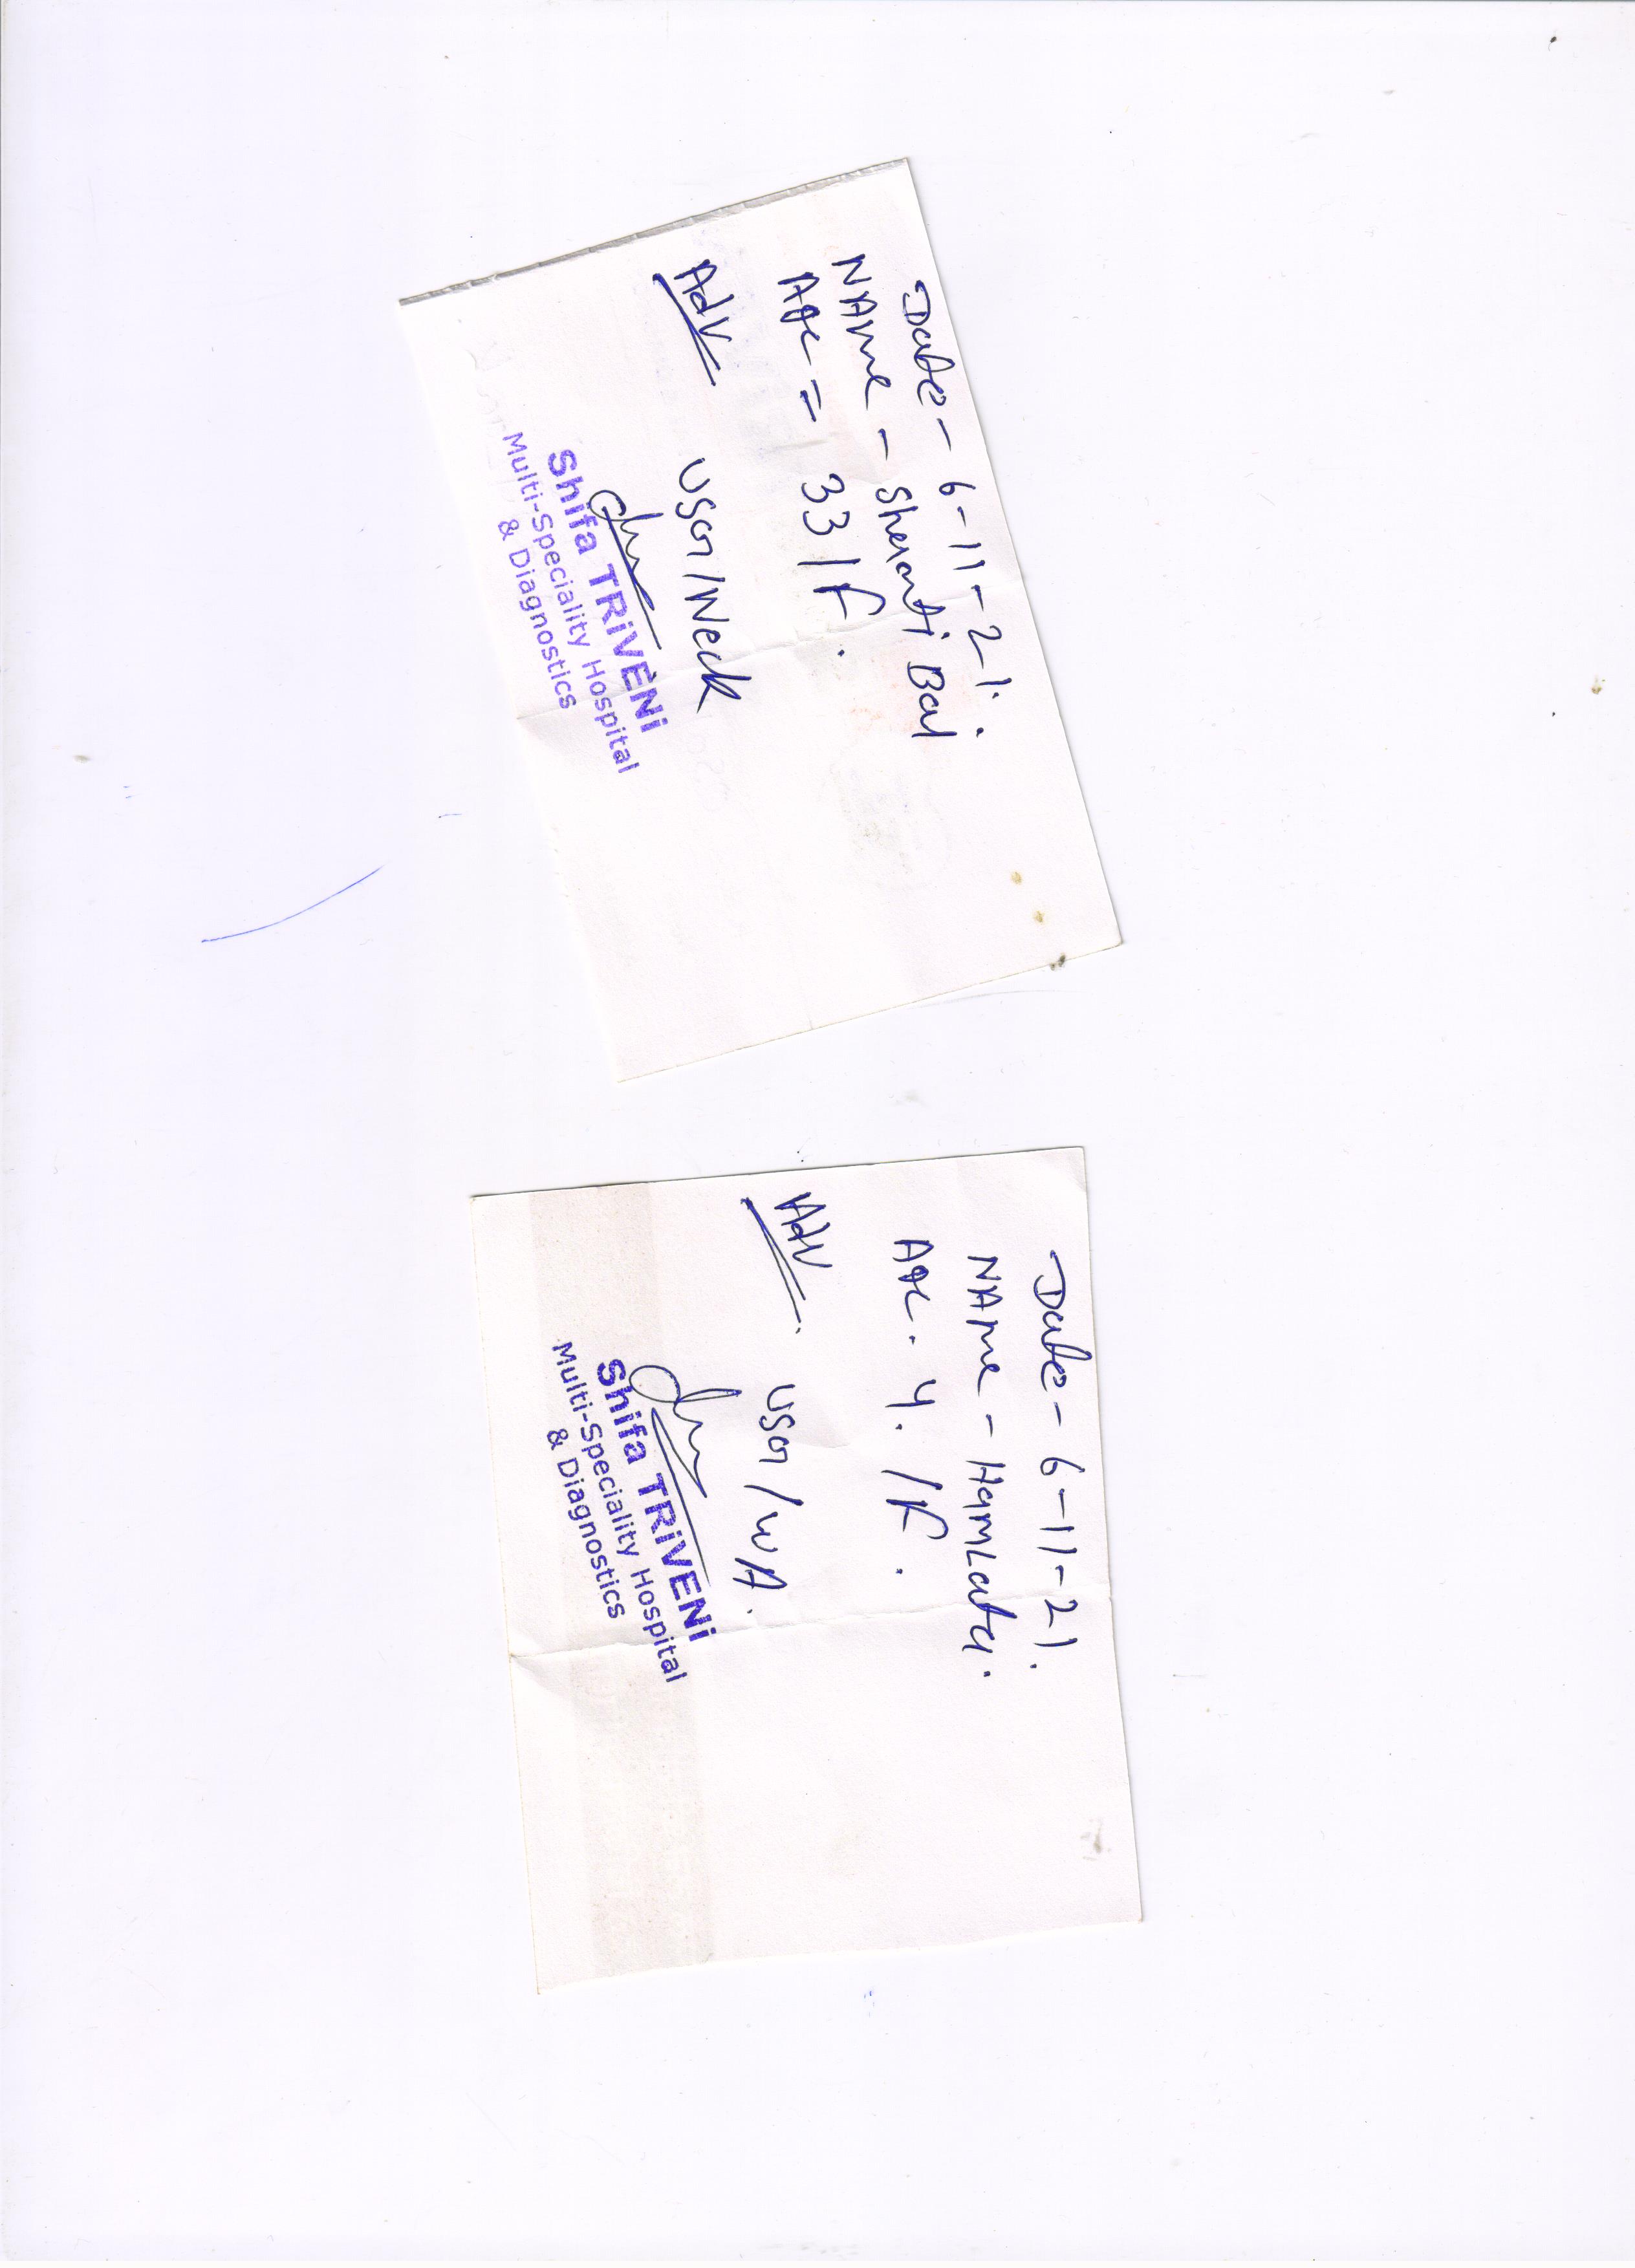 Date - 6-11-21.
NAme - Shanti Bai
Age = 33/F.
Adv
USG/Neck
Shifa TRiVENi
Multi-Speciality Hospital
& Diagnostics
Date - 6-11-21.
NAme - HamLata.
Age. 4. /F.
Adv.
USG/WA.
Shifa TRiVENi
Multi-Speciality Hospital
& Diagnostics